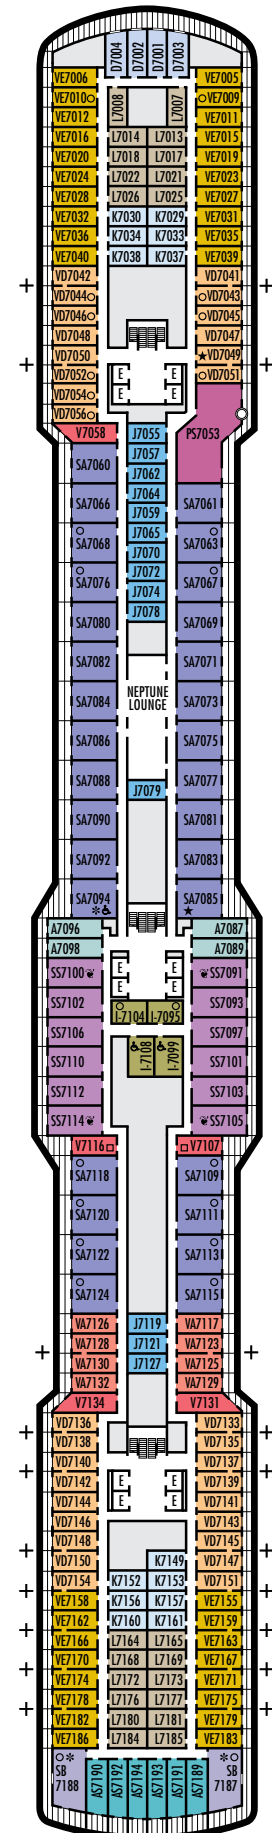 D7004 D7002 D7001 D7003
VE7006 VE7005
VE7010 L7008 L7007 VE7009
VE7012 VE7011
VE7016 L7014 L7013 VE7015
VE7020 L7018 L7017 VE7019
VE7024 L7022 L7021 VE7023
VE7028 L7026 L7025 VE7027
VE7032 K7030 K7029 VE7031
VE7036 K7034 K7033 VE7035
VE7040 K7038 K7037 VE7039
VD7042 VD7041
VD7044 VD7043
VD7046 VD7045
VD7048 VD7047
VD7050 VD7049
VD7052 E E VD7051
VD7054 E E
VD7056
V7058 J7055 PS7053
J7057
SA7060 J7062
J7064
SA7066 J7059 SA7061
J7065
SA7068 J7070 SA7063
J7072
SA7076 J7074 SA7067
J7078
SA7080 SA7069
SA7082 SA7071
SA7084 NEPTUNE SA7073
LOUNGE
SA7086 SA7075
SA7088 J7079 SA7077
SA7090 SA7081
SA7092 SA7083
SA7094 SA7085
A7096 A7087
A7098 A7089
SS7100 E E SS7091
E E
SS7102 I-7104 I-7095 SS7093
SS7106 SS7097
SS7110 I-7108 I-7099 SS7101
SS7112 SS7103
SS7114 SS7105
V7116 V7107
SA7118 SA7109
SA7120 SA7111
SA7122 SA7113
SA7124 SA7115
VA7126 J7119 VA7117
VA7128 J7121 VA7123
VA7130 J7127 VA7125
VA7132 VA7129
V7134 V7131
VD7136 VD7133
VD7138 VD7135
VD7140 VD7137
VD7142 E E VD7139
VD7144 E E VD7141
VD7146 VD7143
VD7148 VD7145
VD7150 K7149 VD7147
VD7154 K7152 K7153 VD7151
VE7158 K7156 K7157 VE7155
VE7162 K7160 K7161 VE7159
VE7166 L7164 L7165 VE7163
VE7170 L7168 L7169 VE7167
VE7174 L7172 L7173 VE7171
VE7178 L7176 L7177 VE7175
VE7182 L7180 L7181 VE7179
VE7186 L7184 L7185 VE7183
SB SB
7188 AS7190 AS7192 AS7194 AS7193 AS7191 AS7189 7187